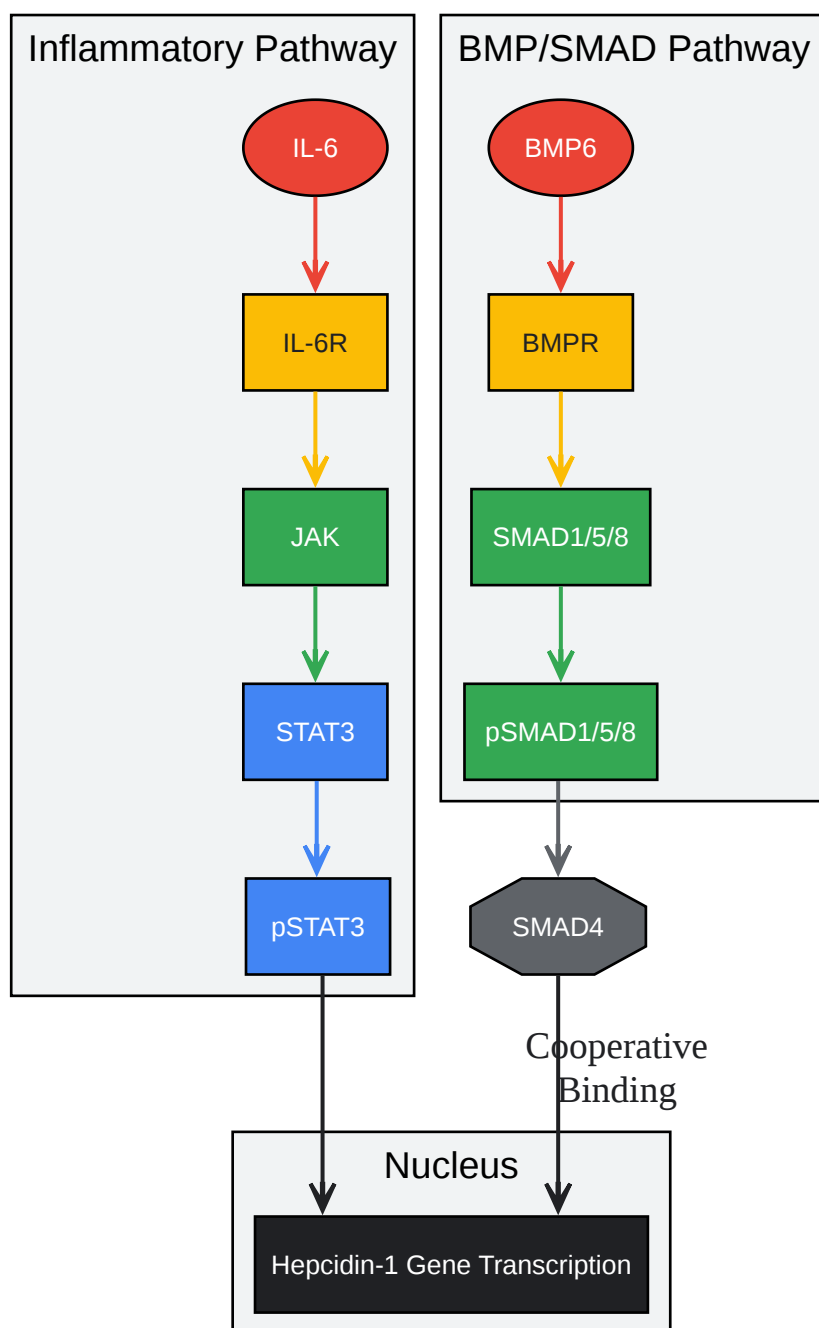 Inflammatory Pathway
IL-6
IL-6R
JAK
STAT3
pSTAT3
BMP/SMAD Pathway
BMP6
BMPR
SMAD1/5/8
pSMAD1/5/8
SMAD4
Cooperative
Binding
Nucleus
Hepcidin-1 Gene Transcription